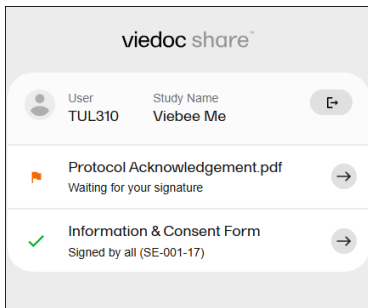 viedoc share™
User Study Name
TUL310 Viebee Me
Protocol Acknowledgement.pdf
Waiting for your signature
Information & Consent Form
Signed by all (SE-001-17)